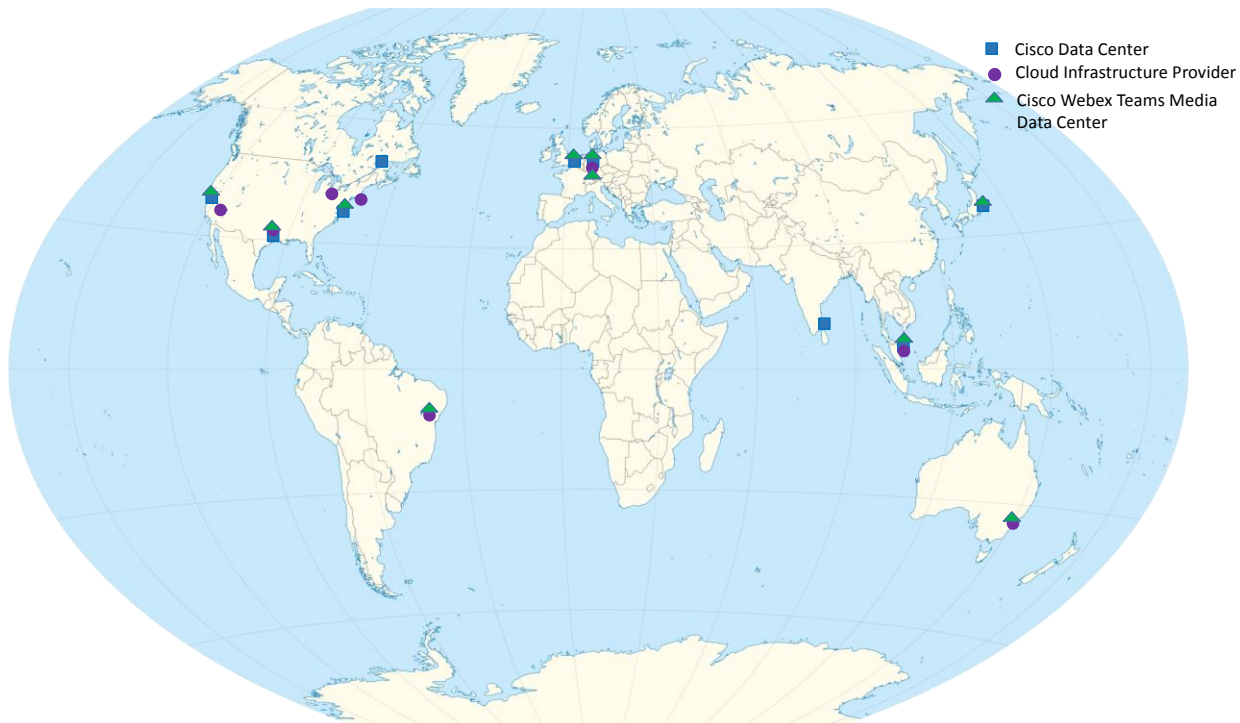 Cisco Data Center
Cloud Infrastructure Provider
Cisco Webex Teams Media
Data Center